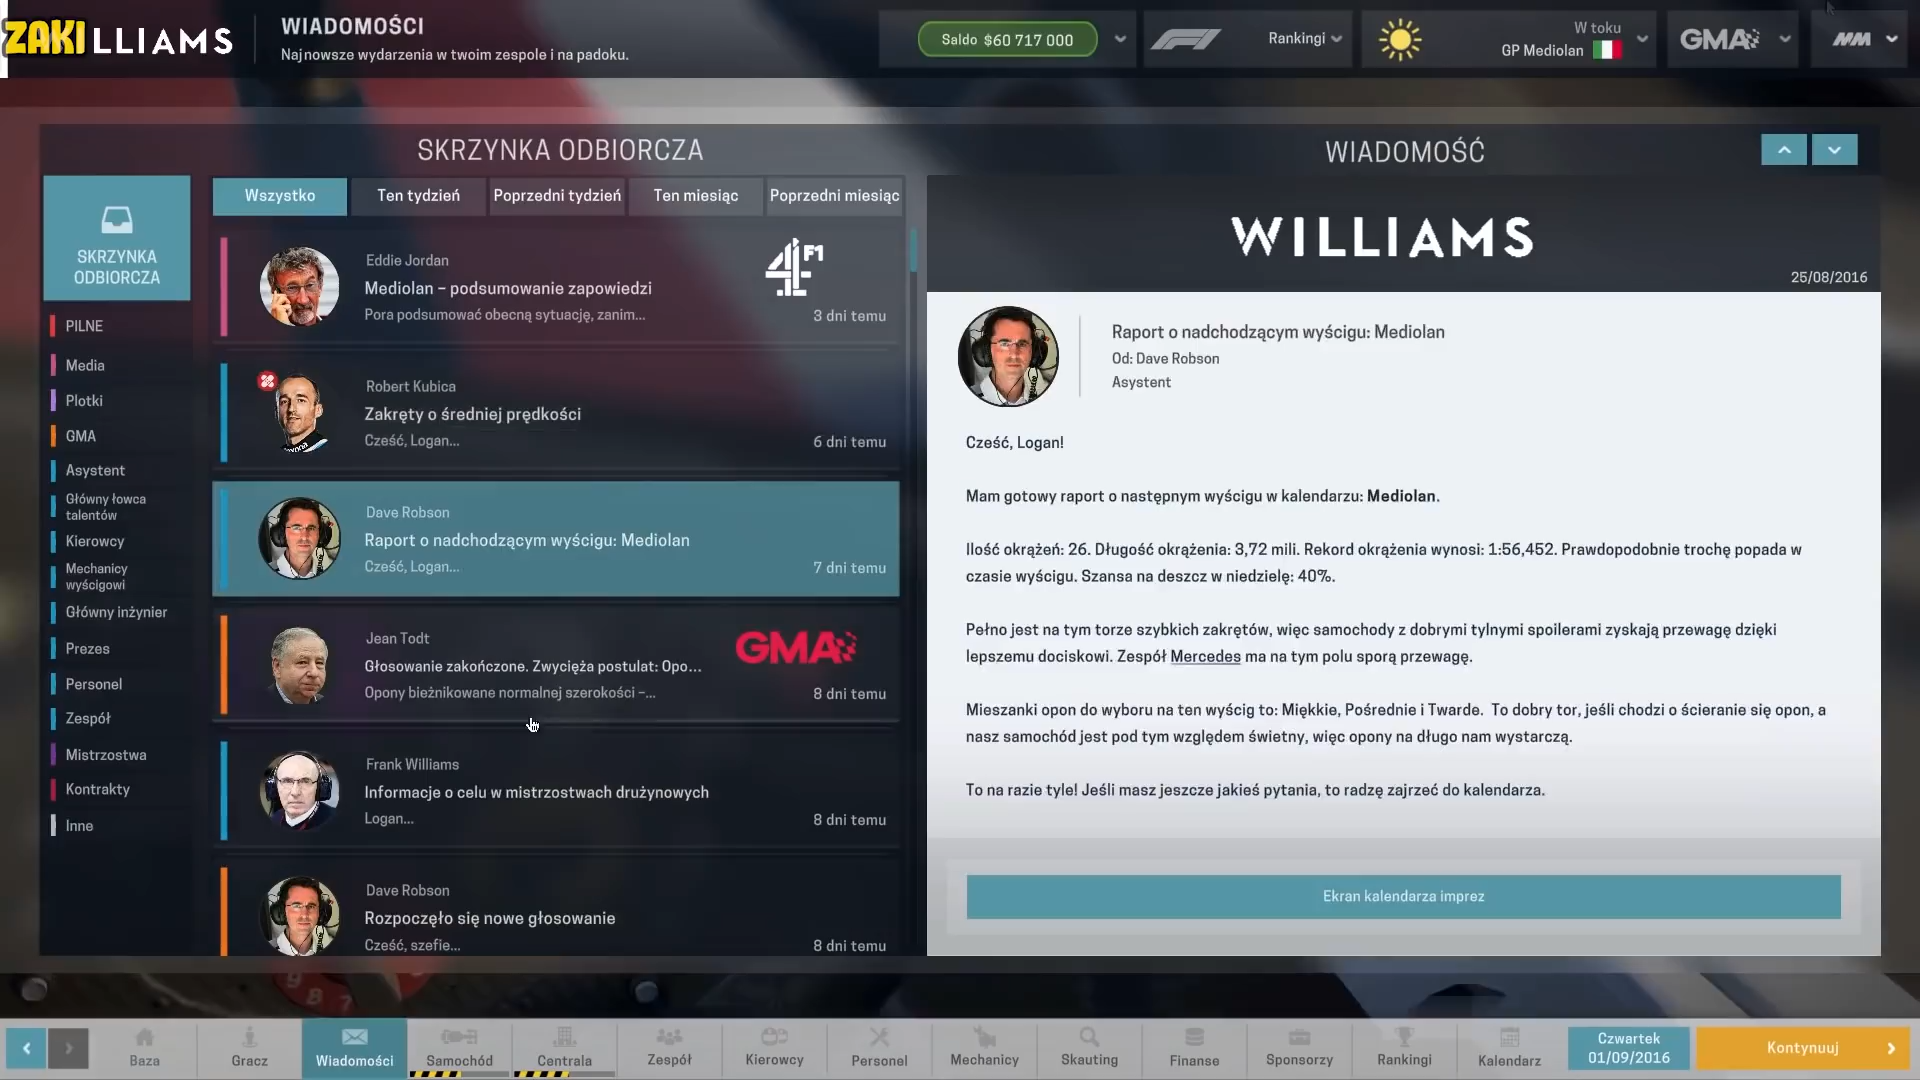 ZAKILLIAMS
WIADOMOŚCI
Najnowsze wydarzenia w twoim zespole i na padoku.
Saldo $60 717 000
Rankingi
W toku
GP Mediolan
GMA
SKRZYNKA ODBIORCZA
WIADOMOŚĆ
SKRZYNKA
ODBIORCZA
PILNE
Media
Plotki
GMA
Asystent
Główny łowca
talentów
Kierowcy
Mechanicy
wyścigowi
Główny inżynier
Prezes
Personel
Zespół
Mistrzostwa
Kontrakty
Inne
Wszystko
Ten tydzień
Poprzedni tydzień
Ten miesiąc
Poprzedni miesiąc
Eddie Jordan
Mediolan – podsumowanie zapowiedzi
Pora podsumować obecną sytuację, zanim...
4 F1
3 dni temu
Robert Kubica
Zakręty o średniej prędkości
Cześć, Logan...
6 dni temu
Dave Robson
Raport o nadchodzącym wyścigu: Mediolan
Cześć, Logan...
7 dni temu
Jean Todt
Głosowanie zakończone. Zwycięża postulat: Opo...
Opony bieżnikowane normalnej szerokości –...
GMA
8 dni temu
Frank Williams
Informacje o celu w mistrzostwach drużynowych
Logan...
8 dni temu
Dave Robson
Rozpoczęło się nowe głosowanie
Cześć, szefie...
8 dni temu
WILLIAMS
25/08/2016
Raport o nadchodzącym wyścigu: Mediolan
Od: Dave Robson
Asystent
Cześć, Logan!
Mam gotowy raport o następnym wyścigu w kalendarzu: Mediolan.
Ilość okrążeń: 26. Długość okrążenia: 3,72 mili. Rekord okrążenia wynosi: 1:56,452. Prawdopodobnie trochę popada w
czasie wyścigu. Szansa na deszcz w niedzielę: 40%.
Pełno jest na tym torze szybkich zakrętów, więc samochody z dobrymi tylnymi spoilerami zyskają przewagę dzięki
lepszemu dociskowi. Zespół Mercedes ma na tym polu sporą przewagę.
Mieszanki opon do wyboru na ten wyścig to: Miękkie, Pośrednie i Twarde. To dobry tor, jeśli chodzi o ścieranie się opon, a
nasz samochód jest pod tym względem świetny, więc opony na długo nam wystarczą.
To na razie tyle! Jeśli masz jeszcze jakieś pytania, to radzę zajrzeć do kalendarza.
Ekran kalendarza imprez
Baza
Gracz
Wiadomości
Samochód
Centrala
Zespół
Kierowcy
Personel
Mechanicy
Skauting
Finanse
Sponsorzy
Rankingi
Kalendarz
Czwartek
01/09/2016
Kontynuuj